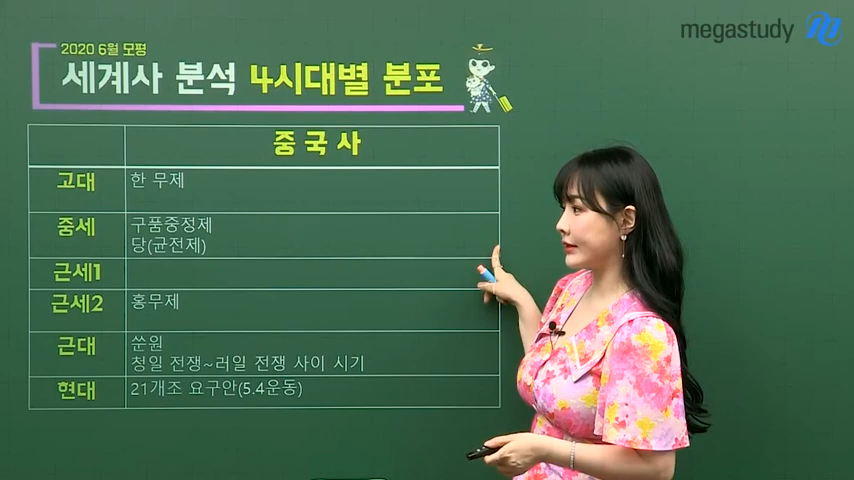 megastudy
2020 6월 모평
세계사 분석 4시대별 분포
중국사
고대 한 무제
중세 구품중정제
당(균전제)
근세1
근세2 홍무제
근대 쑨원
청일 전쟁~러일 전쟁 사이 시기
현대 21개조 요구안(5.4운동)